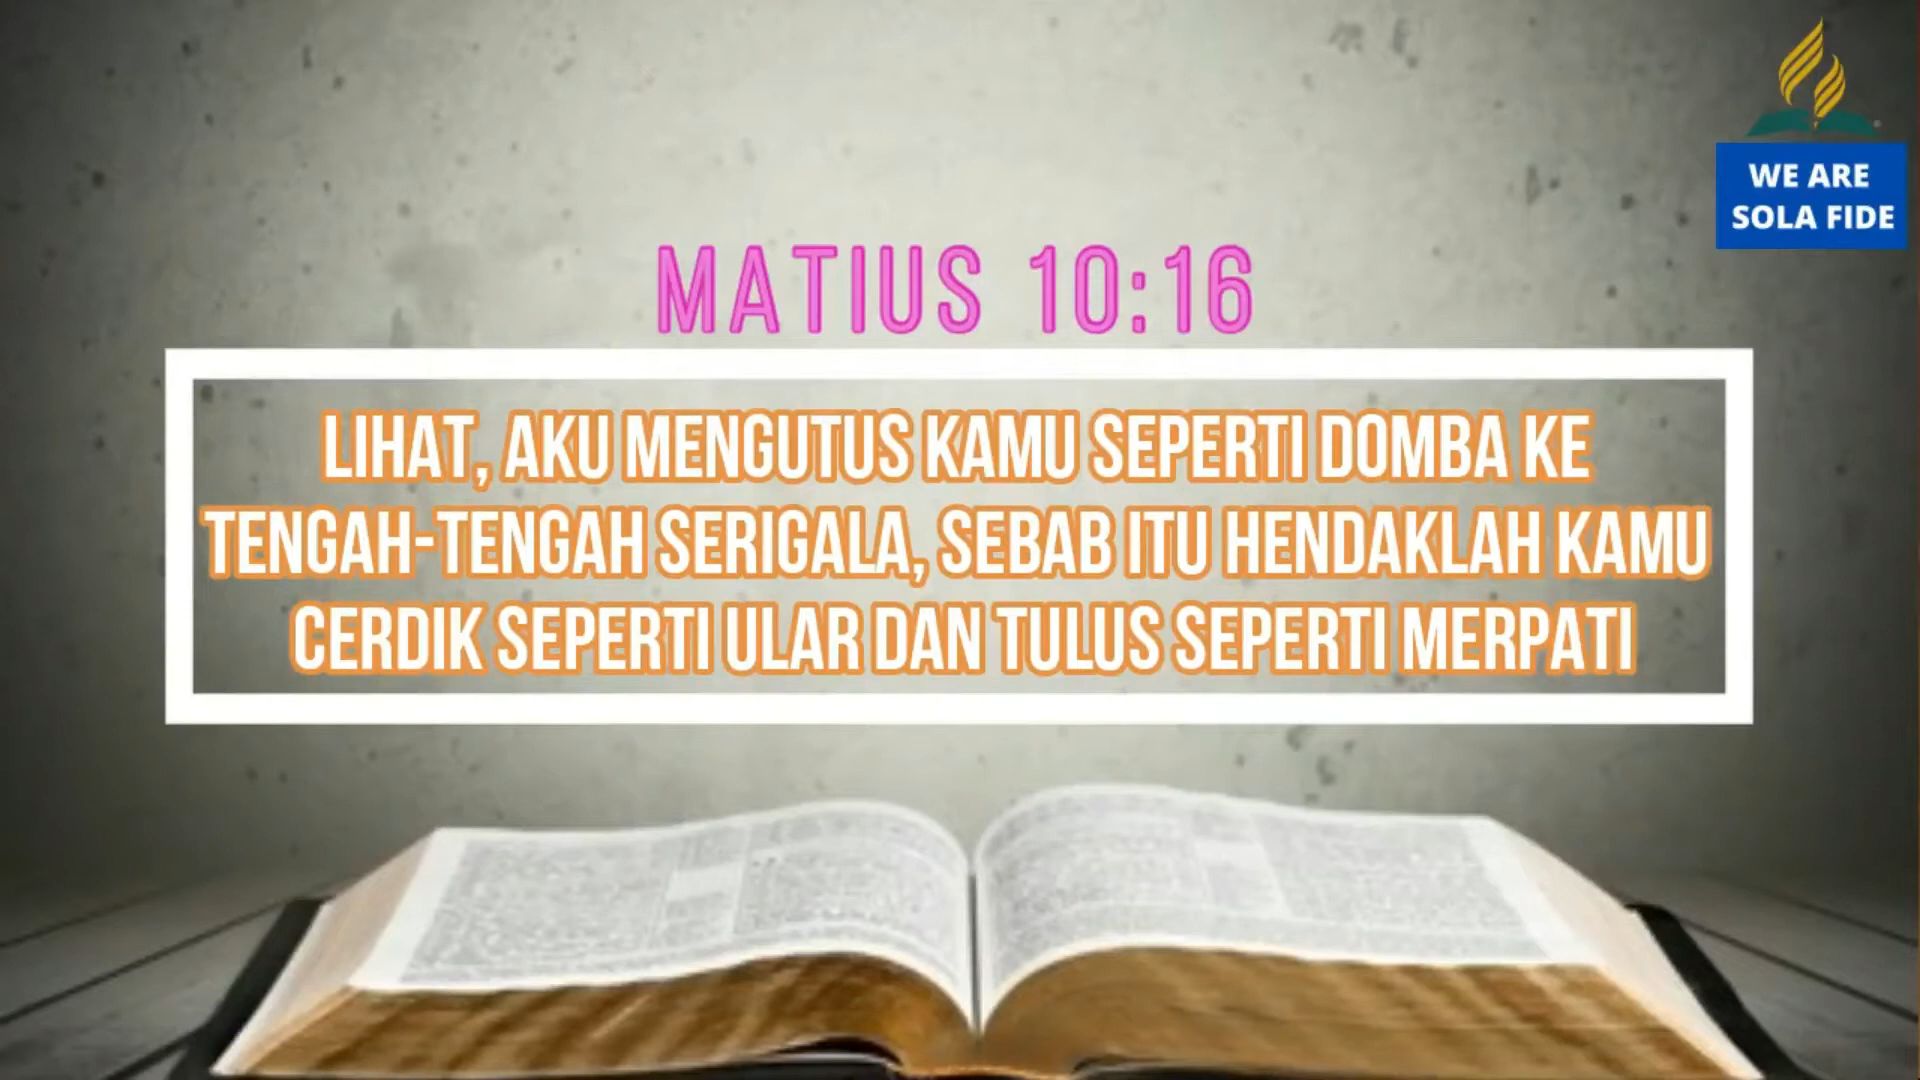 WE ARE
SOLA FIDE
MATIUS 10:16
LIHAT, AKU MENGUTUS KAMU SEPERTI DOMBA KE
TENGAH-TENGAH SERIGALA, SEBAB ITU HENDAKLAH KAMU
CERDIK SEPERTI ULAR DAN TULUS SEPERTI MERPATI